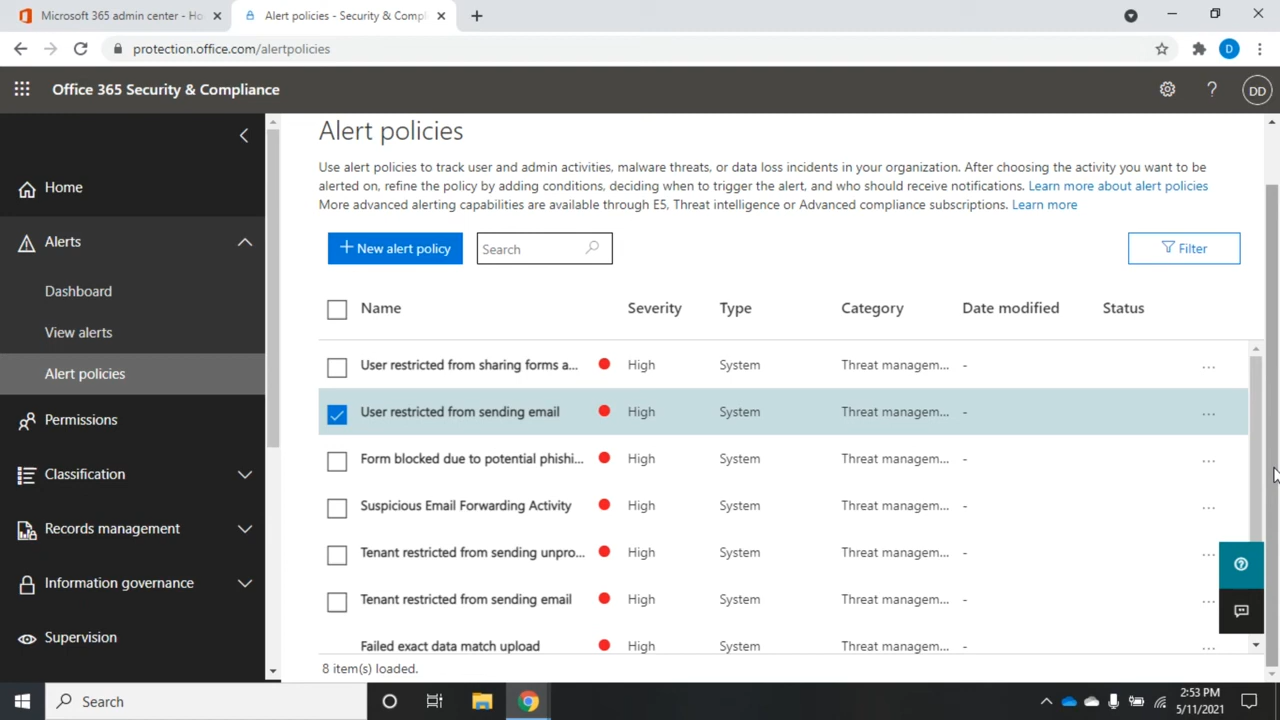 Microsoft 365 admin center - Ho
Alert policies - Security & Compl
protection.office.com/alertpolicies
D
Office 365 Security & Compliance
?
DD
Home
Alerts
Dashboard
View alerts
Alert policies
Permissions
Classification
Records management
Information governance
Supervision
Alert policies
Use alert policies to track user and admin activities, malware threats, or data loss incidents in your organization. After choosing the activity you want to be
alerted on, refine the policy by adding conditions, deciding when to trigger the alert, and who should receive notifications. Learn more about alert policies
More advanced alerting capabilities are available through E5, Threat intelligence or Advanced compliance subscriptions. Learn more
+ New alert policy
Search
Filter
Name Severity Type Category Date modified Status
User restricted from sharing forms a... High System Threat managem... - ...
User restricted from sending email High System Threat managem... - ...
Form blocked due to potential phishi... High System Threat managem... - ...
Suspicious Email Forwarding Activity High System Threat managem... - ...
Tenant restricted from sending unpro... High System Threat managem... - ...
Tenant restricted from sending email High System Threat managem... - ...
Failed exact data match upload High System Threat managem... - ...
8 item(s) loaded.
Search
2:53 PM
5/11/2021